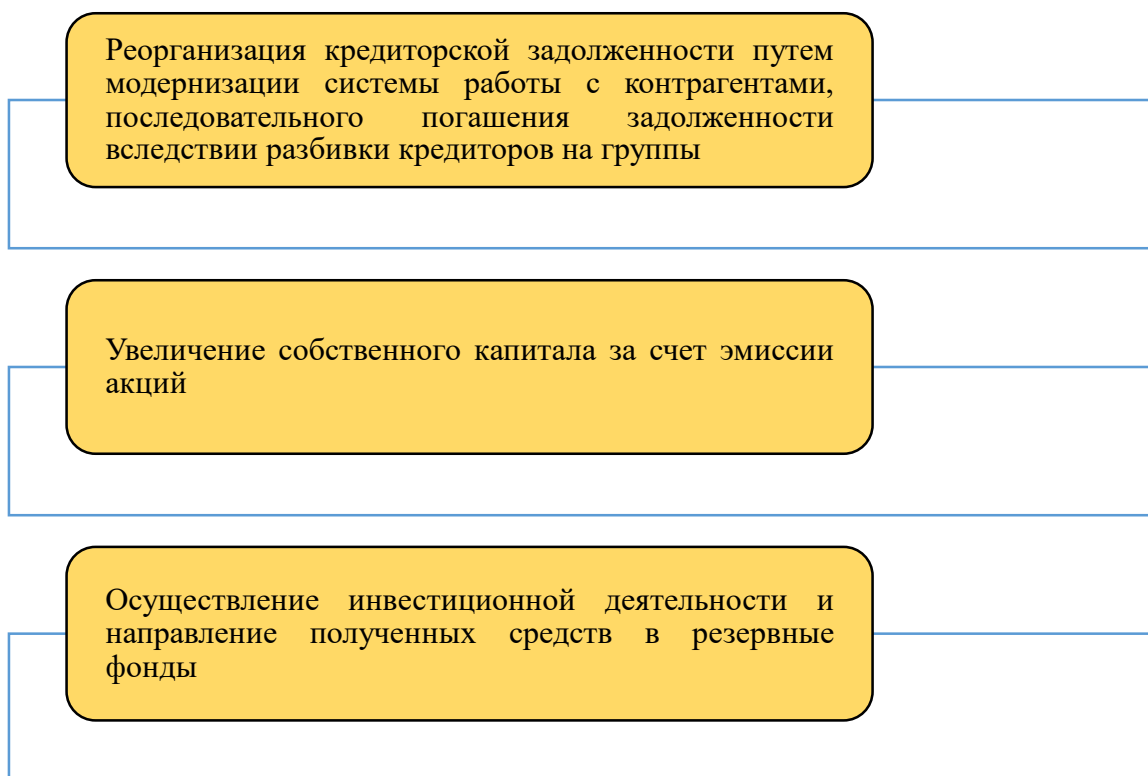 Реорганизация кредиторской задолженности путем
модернизации системы работы с контрагентами,
последовательного погашения задолженности
вследствии разбивки кредиторов на группы
Увеличение собственного капитала за счет эмиссии
акций
Осуществление инвестиционной деятельности и
направление полученных средств в резервные
фонды